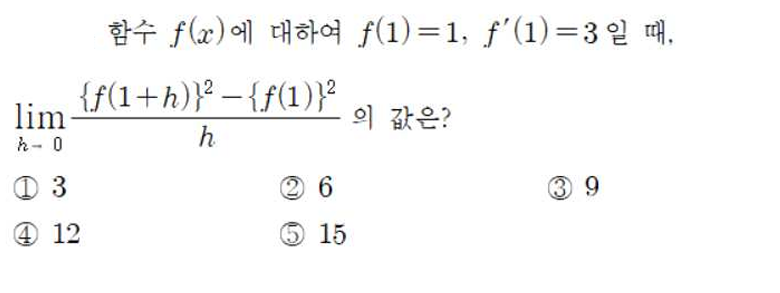 함수 f(x)에 대하여 f(1)=1, f′(1)=3일 때,
lim_{h→0} \frac{{f(1+h)}²−{f(1)}²}{h} 의 값은?
① 3 ② 6 ③ 9
④ 12 ⑤ 15